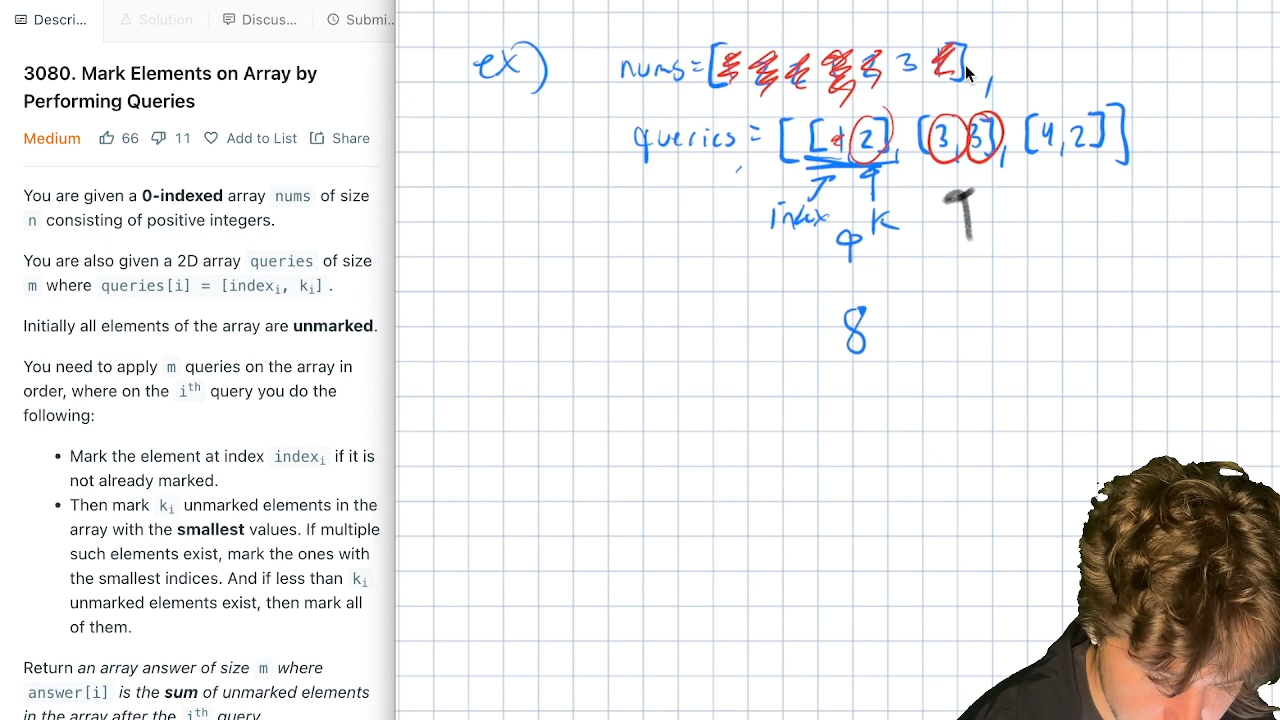 Descri...
Solution
Discus...
Submi...
3080. Mark Elements on Array by
Performing Queries
Medium 66 11 Add to List Share
You are given a 0-indexed array nums of size
n consisting of positive integers.
You are also given a 2D array queries of size
m where queries[i] = [indexᵢ, kᵢ].
Initially all elements of the array are unmarked.
You need to apply m queries on the array in
order, where on the iᵗʰ query you do the
following:
• Mark the element at index indexᵢ if it is
not already marked.
• Then mark kᵢ unmarked elements in the
array with the smallest values. If multiple
such elements exist, mark the ones with
the smallest indices. And if less than kᵢ
unmarked elements exist, then mark all
of them.
Return an array answer of size m where
answer[i] is the sum of unmarked elements
in the array after the iᵗʰ query.
ex)
nums = [ 3 ],
queries = [ [ 2], [3, 3], [4, 2] ]
index
k
8